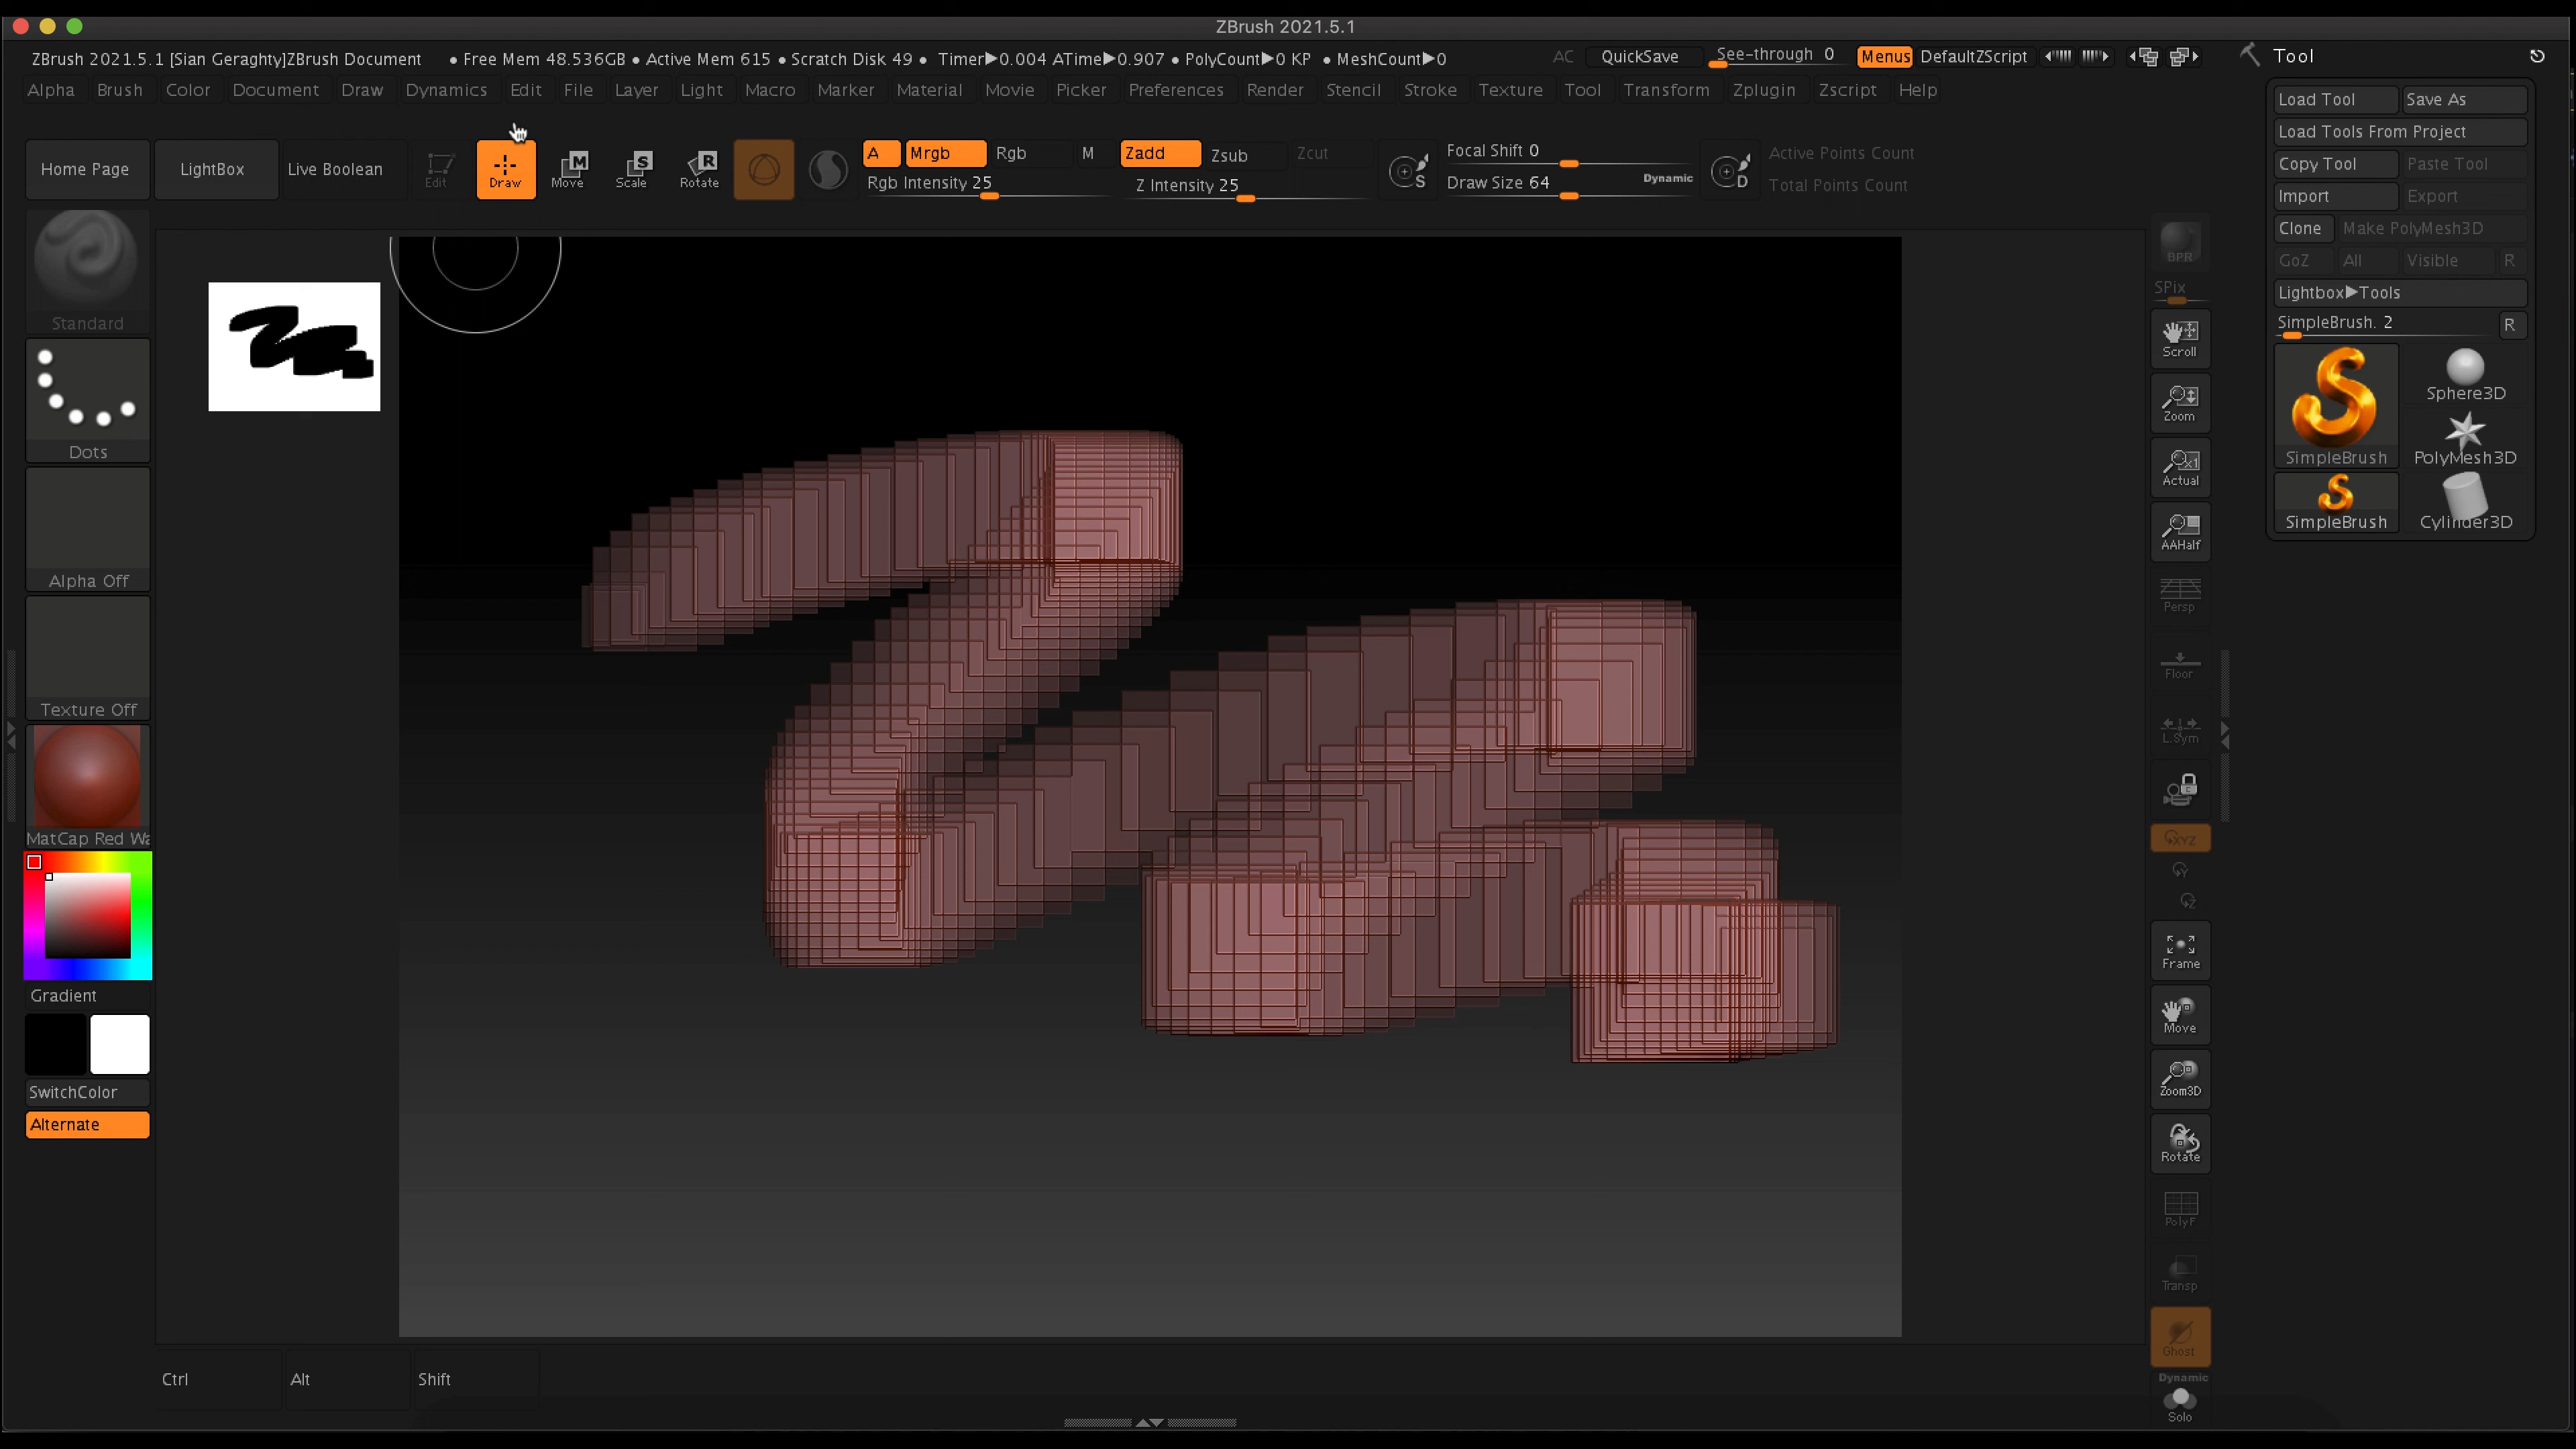 ZBrush 2021.5.1
ZBrush 2021.5.1 [Sian Geraghty]ZBrush Document • Free Mem 48.536GB • Active Mem 615 • Scratch Disk 49 • Timer▶0.004 ATime▶0.907 • PolyCount▶0 KP • MeshCount▶0 AC QuickSave See-through 0 Menus DefaultZScript Tool
Alpha Brush Color Document Draw Dynamics Edit File Layer Light Macro Marker Material Movie Picker Preferences Render Stencil Stroke Texture Tool Transform Zplugin Zscript Help
Home Page LightBox Live Boolean Edit Draw Move Scale Rotate A Mrgb Rgb M Zadd Zsub Zcut Focal Shift 0 Active Points Count
Rgb Intensity 25 Z Intensity 25 Draw Size 64 Dynamic Total Points Count
M S R S D
Load Tool Save As
Load Tools From Project
Copy Tool Paste Tool
Import Export
Clone Make PolyMesh3D
GoZ All Visible R
Lightbox▶Tools
SimpleBrush. 2 R
Sphere3D
SimpleBrush PolyMesh3D
SimpleBrush Cylinder3D
Standard
Dots
Alpha Off
Texture Off
MatCap Red Wa
Gradient
SwitchColor
Alternate
BPR
SPix
Scroll
Zoom
Actual
AAHalf
Persp
Floor
L.Sym
XYZ
Y
Z
Frame
Move
Zoom3D
Rotate
PolyF
Transp
Ghost
Dynamic
Solo
Ctrl Alt Shift